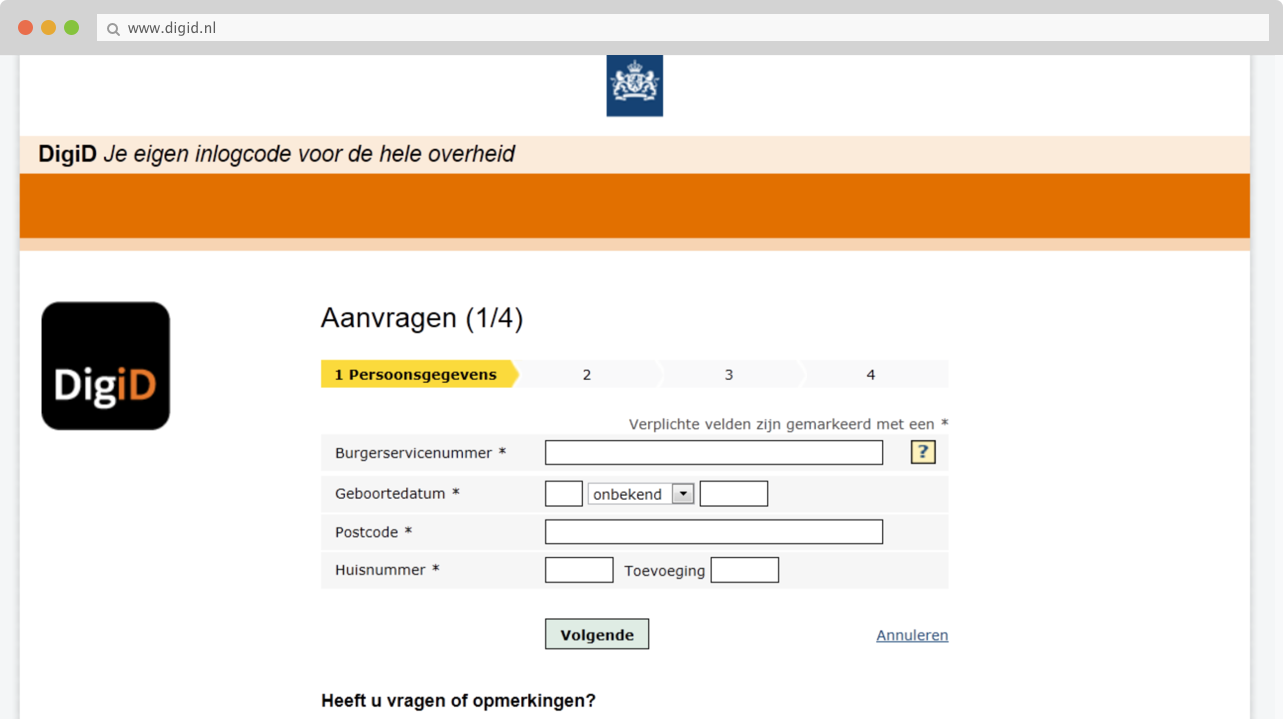 www.digid.nl
DigiD Je eigen inlogcode voor de hele overheid
DigiD
Aanvragen (1/4)
1 Persoonsgegevens 2 3 4
Verplichte velden zijn gemarkeerd met een *
Burgerservicenummer * ?
Geboortedatum * onbekend
Postcode *
Huisnummer * Toevoeging
Volgende Annuleren
Heeft u vragen of opmerkingen?